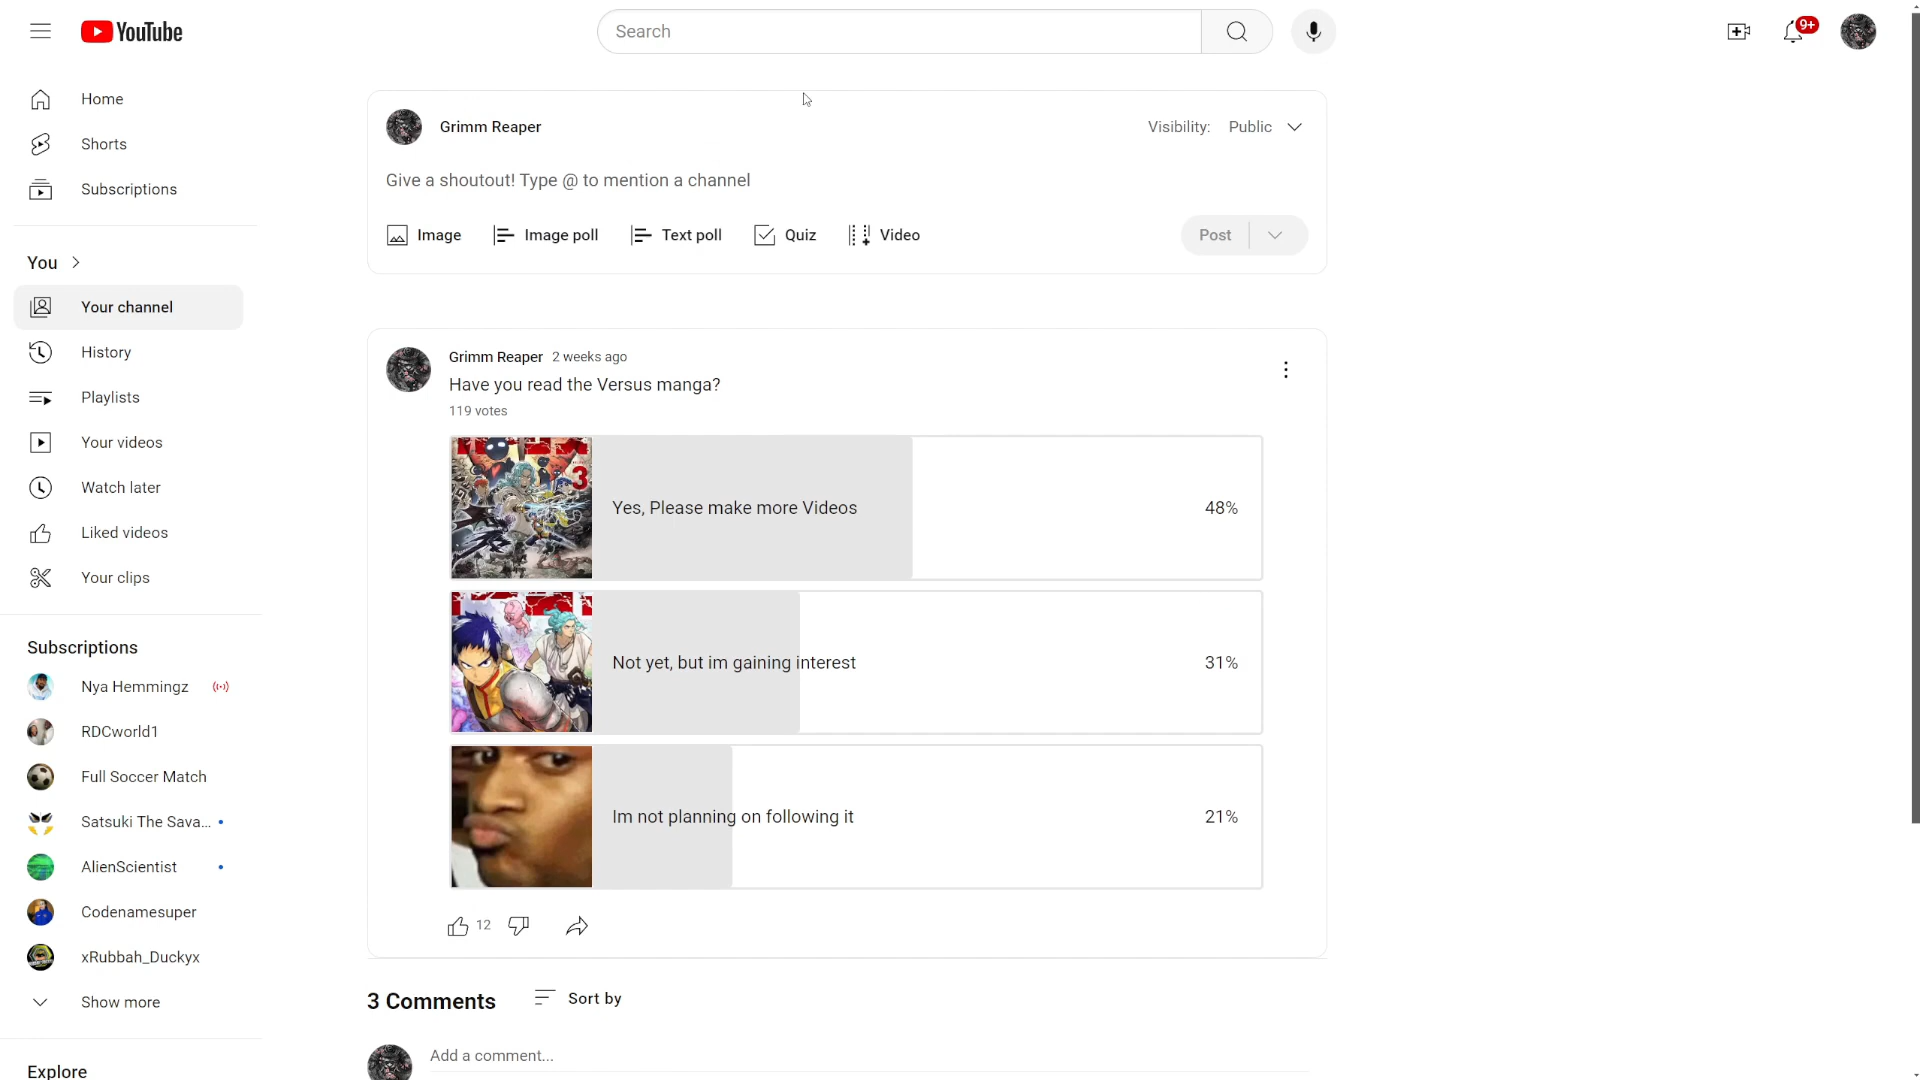 YouTube
Search
9+
Home
Shorts
Subscriptions
You
Your channel
History
Playlists
Your videos
Watch later
Liked videos
Your clips
Subscriptions
Nya Hemmingz
RDCworld1
Full Soccer Match
Satsuki The Sava...
AlienScientist
Codenamesuper
xRubbah_Duckyx
Show more
Explore
Grimm Reaper
Visibility: Public
Give a shoutout! Type @ to mention a channel
Image
Image poll
Text poll
Quiz
Video
Post
Grimm Reaper 2 weeks ago
Have you read the Versus manga?
119 votes
3
Yes, Please make more Videos
48%
Not yet, but im gaining interest
31%
Im not planning on following it
21%
12
3 Comments
Sort by
Add a comment...